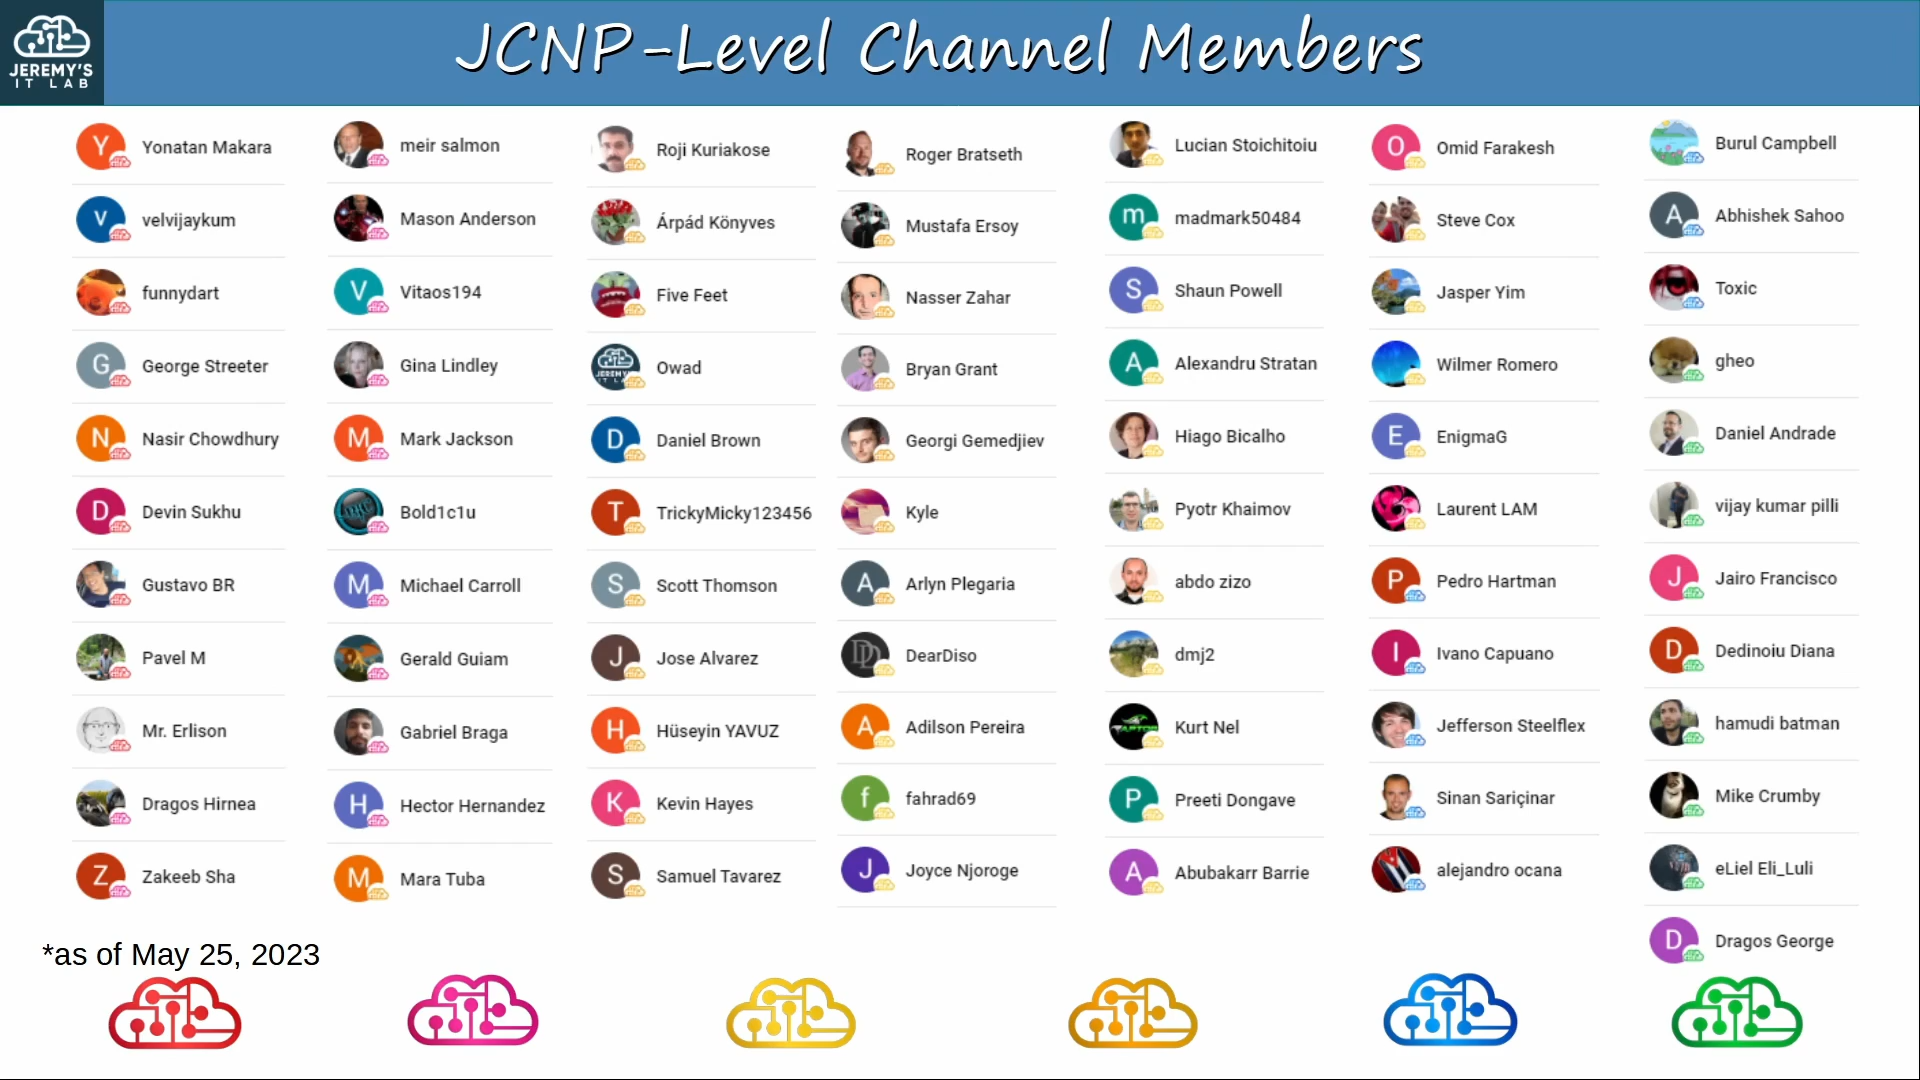 JEREMY'S
IT LAB
JCNP-Level Channel Members
Y Yonatan Makara
v velvijaykum
funnydart
G George Streeter
N Nasir Chowdhury
D Devin Sukhu
Gustavo BR
Pavel M
Mr. Erlison
Dragos Hirnea
Z Zakeeb Sha
meir salmon
Mason Anderson
V Vitaos194
Gina Lindley
M Mark Jackson
Bold1c1u
M Michael Carroll
Gerald Guiam
Gabriel Braga
H Hector Hernandez
M Mara Tuba
Roji Kuriakose
Árpád Könyves
Five Feet
JEREMY'S
IT LAB
Owad
D Daniel Brown
T TrickyMicky123456
S Scott Thomson
J Jose Alvarez
H Hüseyin YAVUZ
K Kevin Hayes
S Samuel Tavarez
Roger Bratseth
Mustafa Ersoy
Nasser Zahar
Bryan Grant
Georgi Gemedjiev
Kyle
A Arlyn Plegaria
DD DearDiso
A Adilson Pereira
f fahrad69
J Joyce Njoroge
Lucian Stoichitoiu
m madmark50484
S Shaun Powell
A Alexandru Stratan
Hiago Bicalho
Pyotr Khaimov
abdo zizo
dmj2
Kurt Nel
P Preeti Dongave
A Abubakarr Barrie
O Omid Farakesh
Steve Cox
Jasper Yim
Wilmer Romero
E EnigmaG
Laurent LAM
P Pedro Hartman
I Ivano Capuano
Jefferson Steelflex
Sinan Sariçinar
alejandro ocana
Burul Campbell
A Abhishek Sahoo
Toxic
gheo
Daniel Andrade
vijay kumar pilli
J Jairo Francisco
D Dedinoiu Diana
hamudi batman
Mike Crumby
eLiel Eli_Luli
D Dragos George
*as of May 25, 2023